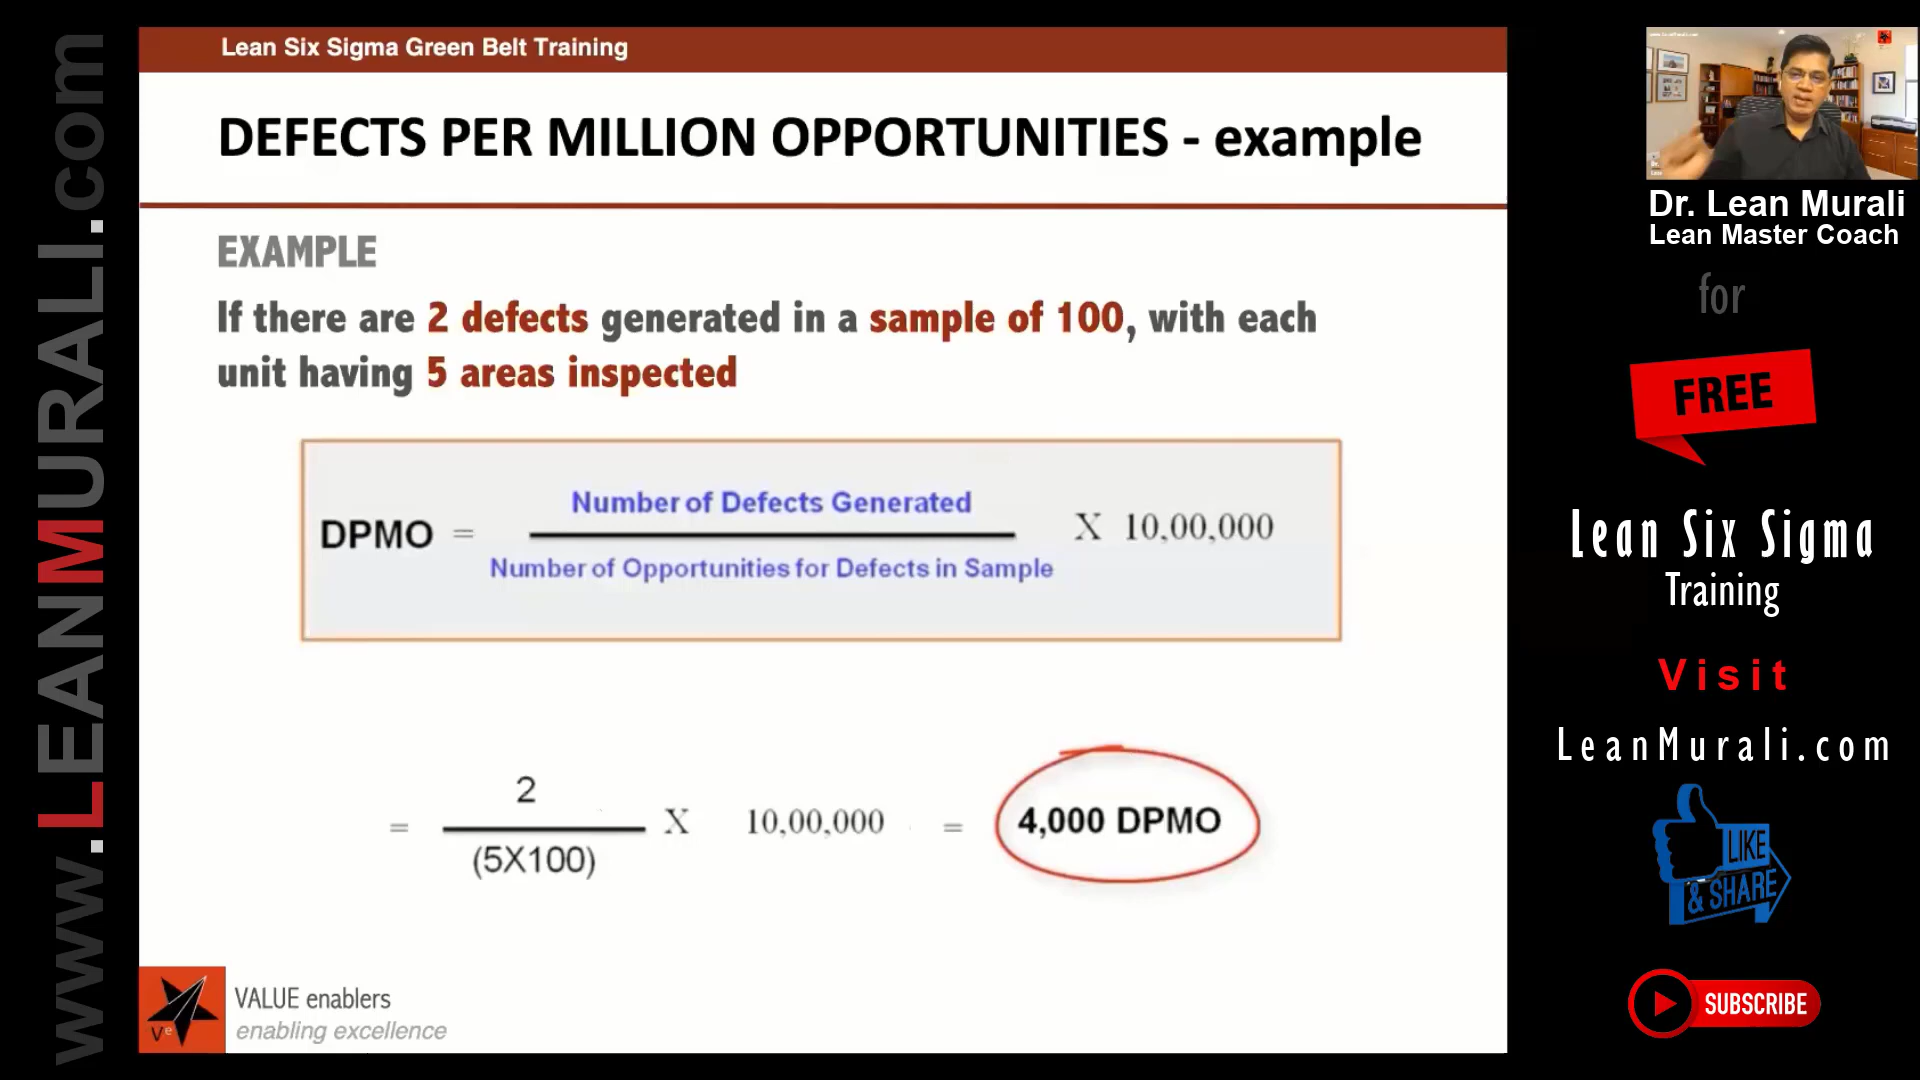 www.LEANMURALI.com
Lean Six Sigma Green Belt Training
DEFECTS PER MILLION OPPORTUNITIES - example
EXAMPLE
If there are 2 defects generated in a sample of 100, with each
unit having 5 areas inspected
Number of Defects Generated
DPMO = X 10,00,000
Number of Opportunities for Defects in Sample
2
= X 10,00,000 = 4,000 DPMO
(5X100)
Ve
VALUE enablers
enabling excellence
Dr. Lean Murali
Lean Master Coach
for
FREE
Lean Six Sigma
Training
Visit
LeanMurali.com
LIKE
& SHARE
SUBSCRIBE